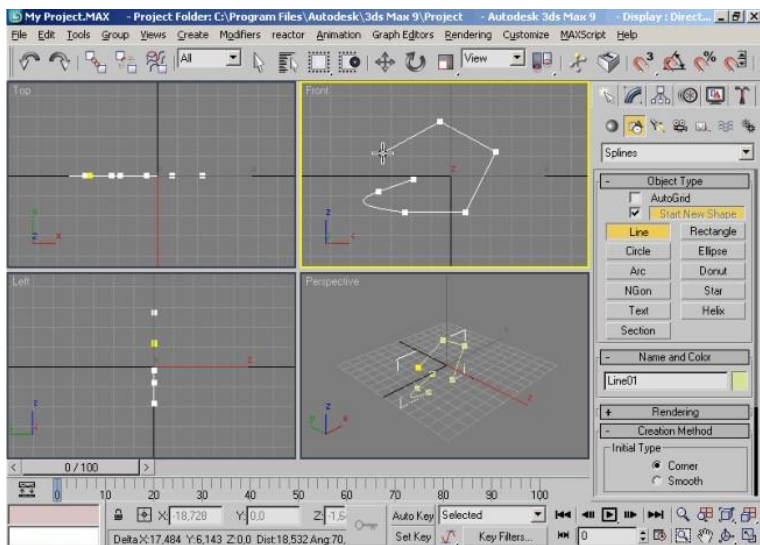 My Project.MAX - Project Folder: C:\Program Files\Autodesk\3ds Max 9\Project - Autodesk 3ds Max 9 - Display : Direct...
File Edit Tools Group Views Create Modifiers reactor Animation Graph Editors Rendering Customize MAXScript Help
All View
Top Front
Splines
Object Type
AutoGrid
Start New Shape
Line Rectangle
Circle Ellipse
Arc Donut
NGon Star
Text Helix
Section
Left Perspective
Name and Color
Line01
Rendering
Creation Method
Initial Type
Corner
Smooth
0 / 100
0 10 20 30 40 50 60 70 80 90 100
X: -18,728 Y: 0,0 Z: -1,6 Auto Key Selected
Delta X:17,484 Y:6,143 Z:0,0 Dist:18,532 Ang:70, Set Key Key Filters... 0